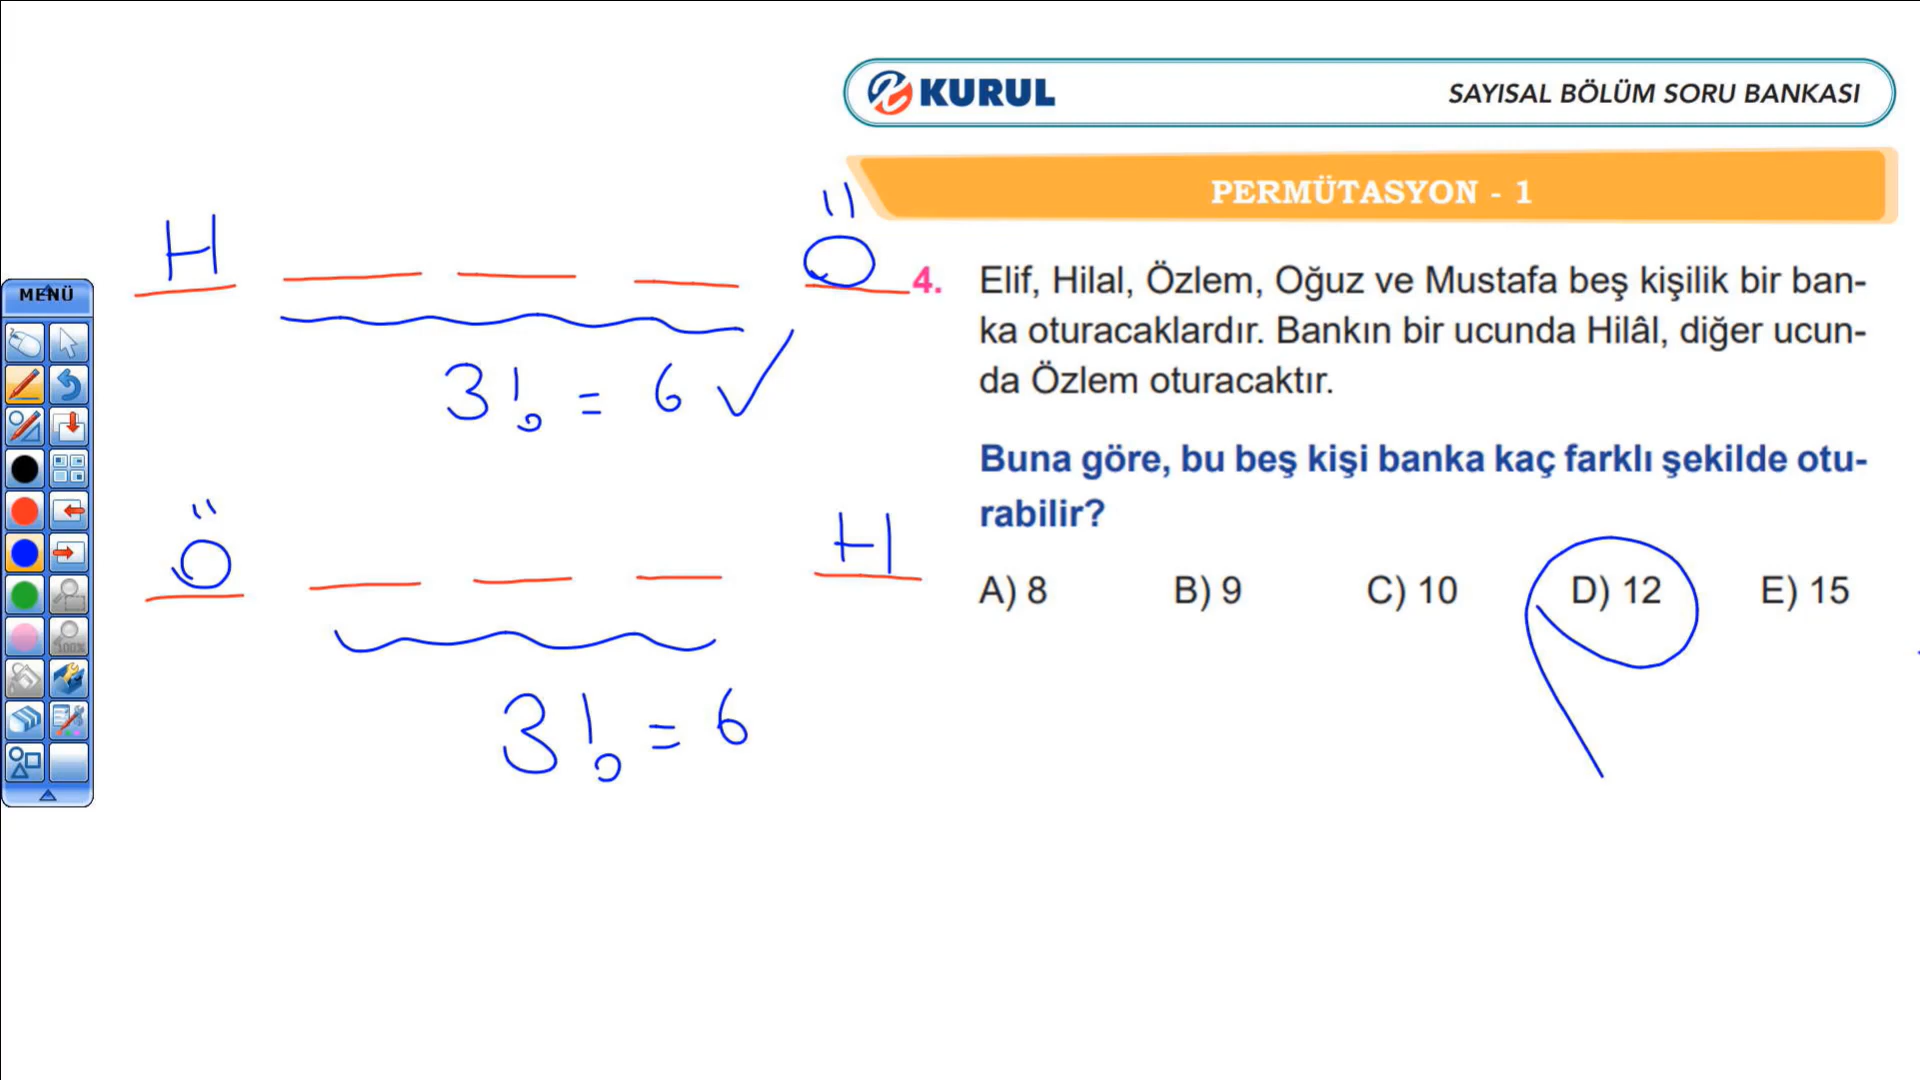 KURUL
SAYISAL BÖLÜM SORU BANKASI
PERMÜTASYON - 1
H
Ö
3! = 6
Ö
H
3! = 6
MENÜ
100%
4. Elif, Hilal, Özlem, Oğuz ve Mustafa beş kişilik bir ban-
ka oturacaklardır. Bankın bir ucunda Hilâl, diğer ucun-
da Özlem oturacaktır.
Buna göre, bu beş kişi banka kaç farklı şekilde otu-
rabilir?
A) 8 B) 9 C) 10 D) 12 E) 15